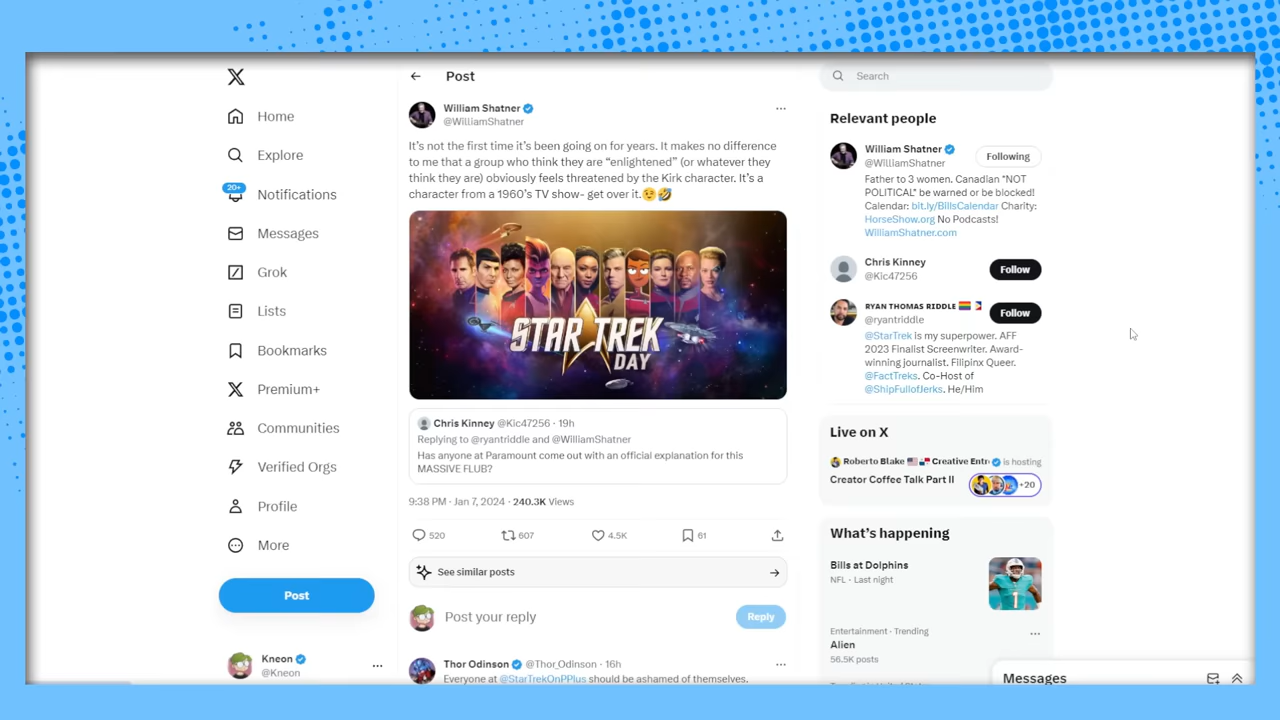 Home
Explore
20+
Notifications
Messages
Grok
Lists
Bookmarks
Premium+
Communities
Verified Orgs
Profile
More
Post
Kneon
@Kneon
Post
William Shatner
@WilliamShatner
It's not the first time it's been going on for years. It makes no difference
to me that a group who think they are “enlightened” (or whatever they
think they are) obviously feels threatened by the Kirk character. It's a
character from a 1960's TV show- get over it.😉🤣
STAR TREK
DAY
Chris Kinney @Kic47256 · 19h
Replying to @ryantriddle and @WilliamShatner
Has anyone at Paramount come out with an official explanation for this
MASSIVE FLUB?
9:38 PM · Jan 7, 2024 · 240.3K Views
520 607 4.5K 61
See similar posts
Post your reply
Reply
Thor Odinson @Thor_Odinson · 16h
Everyone at @StarTrekOnPPlus should be ashamed of themselves.
Search
Relevant people
William Shatner
@WilliamShatner
Following
Father to 3 women. Canadian “NOT
POLITICAL” be warned or be blocked!
Calendar: bit.ly/BillsCalendar Charity:
HorseShow.org No Podcasts!
WilliamShatner.com
Chris Kinney
@Kic47256
Follow
RYAN THOMAS RIDDLE 🏳️‍🌈 🇵🇭
@ryantriddle
Follow
@StarTrek is my superpower. AFF
2023 Finalist Screenwriter. Award-
winning journalist. Filipinx Queer.
@FactTreks. Co-Host of
@ShipFullofJerks. He/Him
Live on X
Roberto Blake 🇺🇸🇵🇦 Creative Entr is hosting
Creator Coffee Talk Part II
+20
What's happening
Bills at Dolphins
NFL · Last night
Entertainment · Trending
Alien
56.5K posts
Messages